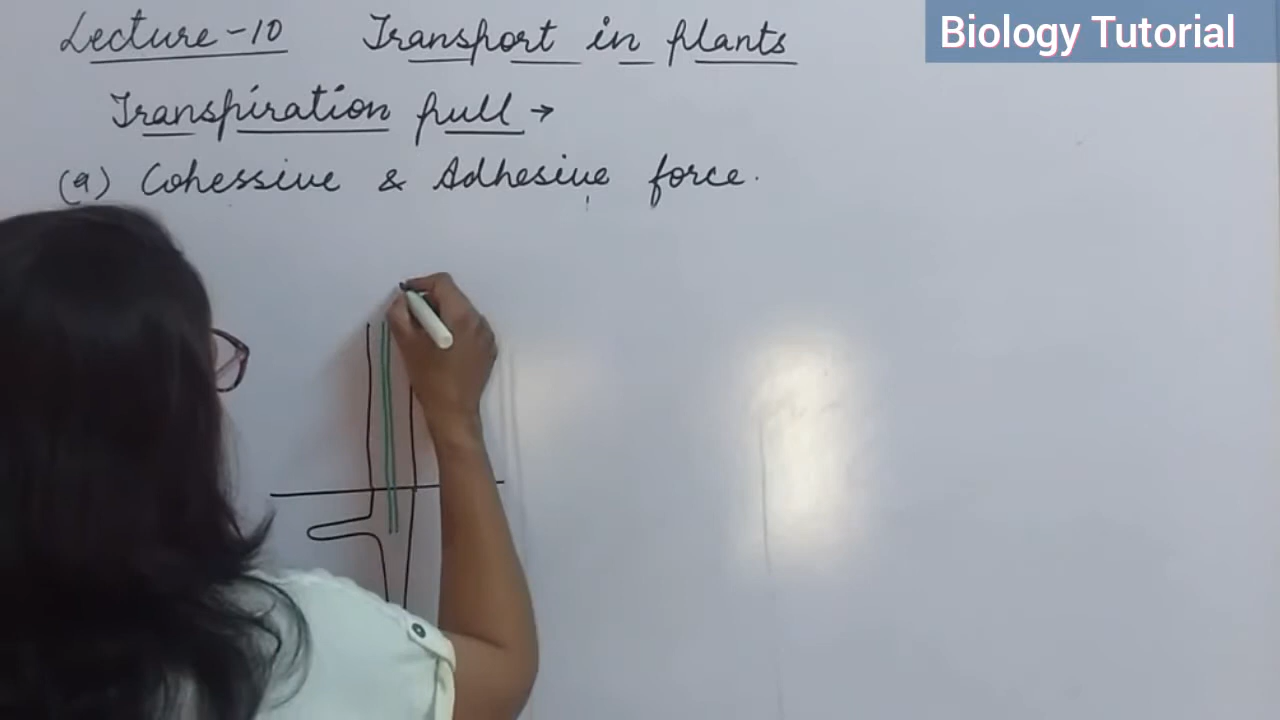 Lecture-10 Transport in plants
Biology Tutorial
Transpiration pull →
(a) Cohessive & Adhesive force.